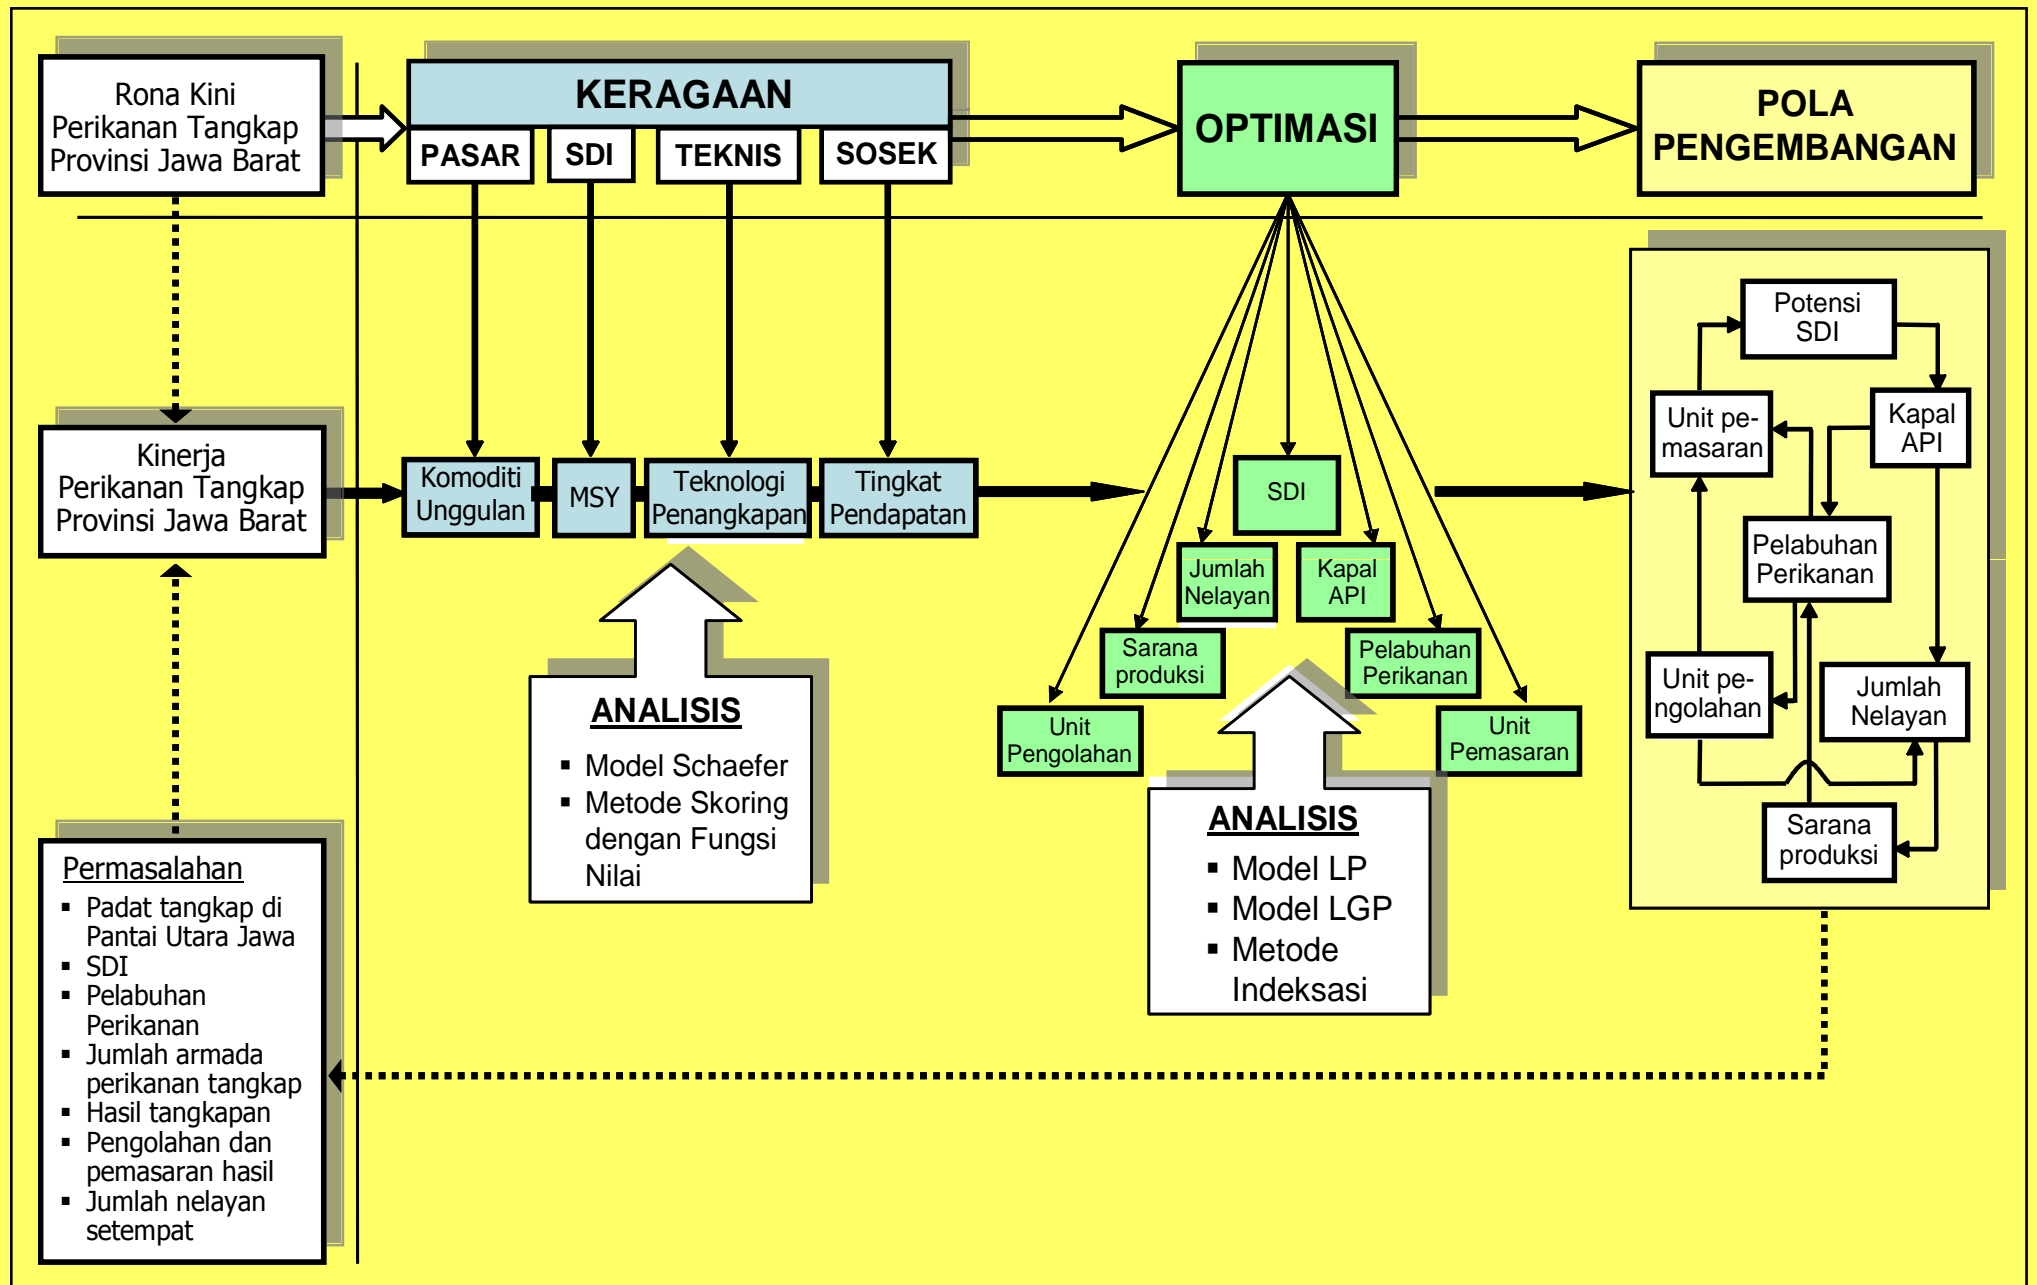 Rona Kini
Perikanan Tangkap
Provinsi Jawa Barat
KERAGAAN
PASAR
SDI
TEKNIS
SOSEK
OPTIMASI
POLA
PENGEMBANGAN
Kinerja
Perikanan Tangkap
Provinsi Jawa Barat
Komoditi
Unggulan
MSY
Teknologi
Penangkapan
Tingkat
Pendapatan
ANALISIS
▪ Model Schaefer
▪ Metode Skoring
dengan Fungsi
Nilai
SDI
Jumlah
Nelayan
Kapal
API
Sarana
produksi
Pelabuhan
Perikanan
Unit
Pengolahan
Unit
Pemasaran
ANALISIS
▪ Model LP
▪ Model LGP
▪ Metode
Indeksasi
Potensi
SDI
Unit pe-
masaran
Kapal
API
Pelabuhan
Perikanan
Unit pe-
ngolahan
Jumlah
Nelayan
Sarana
produksi
Permasalahan
▪ Padat tangkap di
Pantai Utara Jawa
▪ SDI
▪ Pelabuhan
Perikanan
▪ Jumlah armada
perikanan tangkap
▪ Hasil tangkapan
▪ Pengolahan dan
pemasaran hasil
▪ Jumlah nelayan
setempat